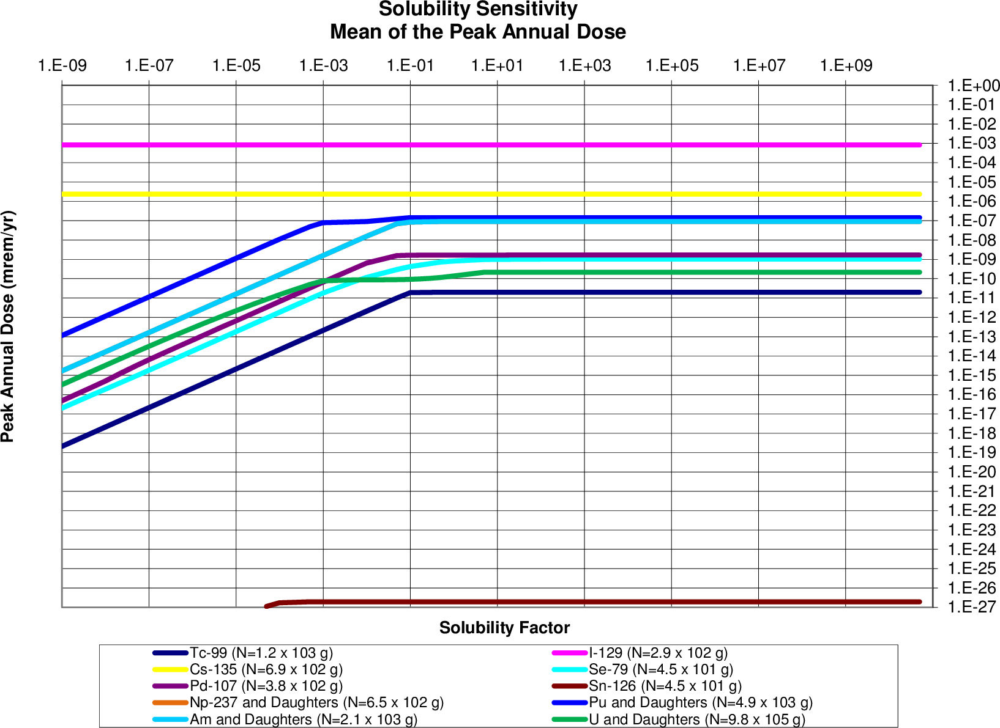 Solubility Sensitivity
Mean of the Peak Annual Dose
1.E-09 1.E-07 1.E-05 1.E-03 1.E-01 1.E+01 1.E+03 1.E+05 1.E+07 1.E+09
1.E+00
1.E-01
1.E-02
1.E-03
1.E-04
1.E-05
1.E-06
1.E-07
1.E-08
1.E-09
1.E-10
1.E-11
1.E-12
1.E-13
1.E-14
1.E-15
1.E-16
1.E-17
1.E-18
1.E-19
1.E-20
1.E-21
1.E-22
1.E-23
1.E-24
1.E-25
1.E-26
1.E-27
Peak Annual Dose (mrem/yr)
Solubility Factor
Tc-99 (N=1.2 x 103 g) I-129 (N=2.9 x 102 g)
Cs-135 (N=6.9 x 102 g) Se-79 (N=4.5 x 101 g)
Pd-107 (N=3.8 x 102 g) Sn-126 (N=4.5 x 101 g)
Np-237 and Daughters (N=6.5 x 102 g) Pu and Daughters (N=4.9 x 103 g)
Am and Daughters (N=2.1 x 103 g) U and Daughters (N=9.8 x 105 g)